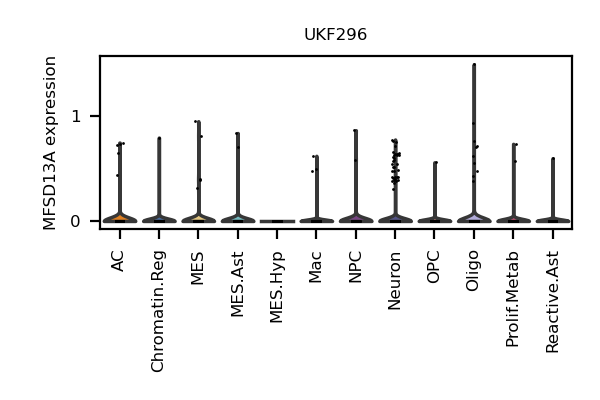 UKF296
MFSD13A expression
1
0
AC
Chromatin.Reg
MES
MES.Ast
MES.Hyp
Mac
NPC
Neuron
OPC
Oligo
Prolif.Metab
Reactive.Ast